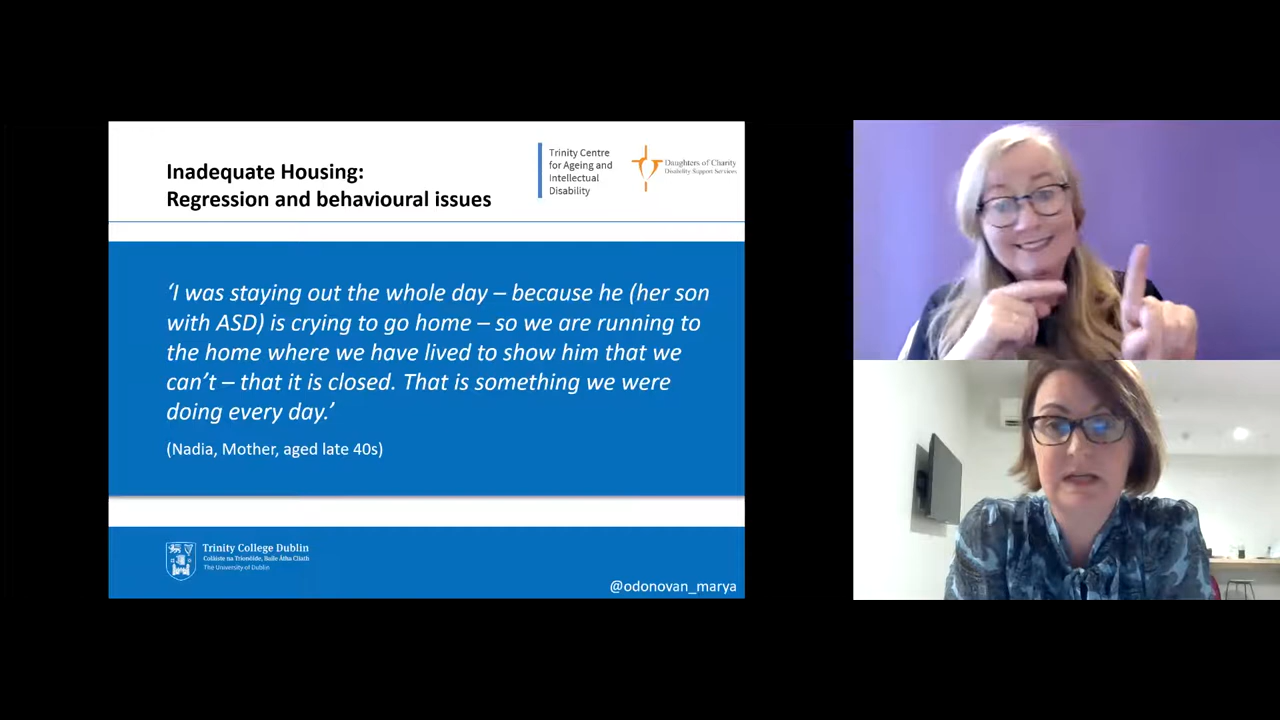 Inadequate Housing:
Regression and behavioural issues
Trinity Centre
for Ageing and
Intellectual
Disability
Daughters of Charity
Disability Support Services
‘I was staying out the whole day – because he (her son
with ASD) is crying to go home – so we are running to
the home where we have lived to show him that we
can’t – that it is closed. That is something we were
doing every day.’
(Nadia, Mother, aged late 40s)
Trinity College Dublin
Coláiste na Tríonóide, Baile Átha Cliath
The University of Dublin
@odonovan_marya